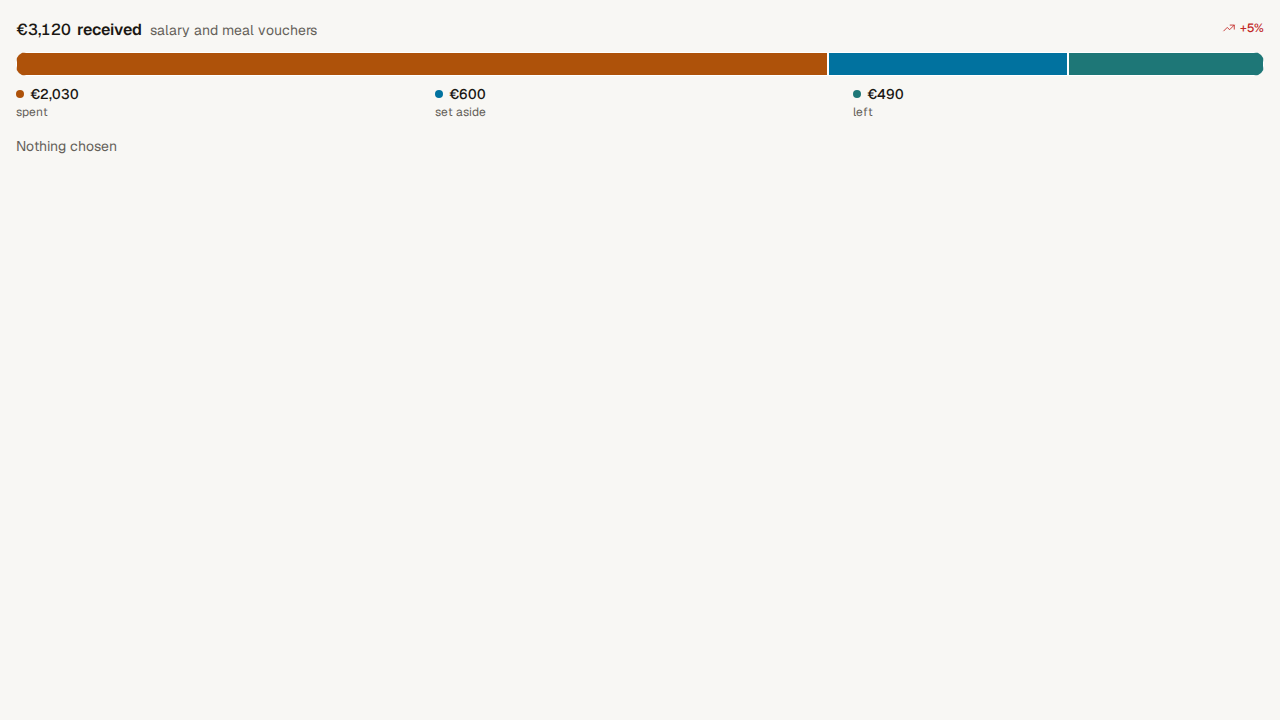 €3,120 received salary and meal vouchers +5%
€2,030 €600 €490
spent set aside left
Nothing chosen